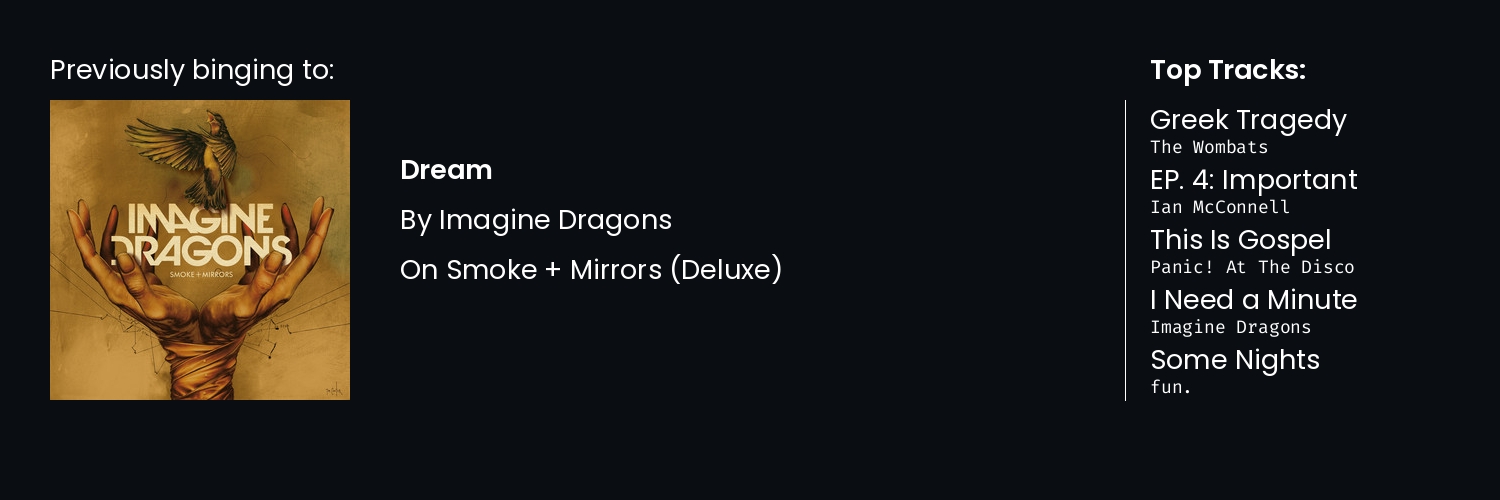 Previously binging to:
IMAGINE
DRAGONS
SMOKE + MIRRORS
Dream
By Imagine Dragons
On Smoke + Mirrors (Deluxe)
Top Tracks:
Greek Tragedy
The Wombats
EP. 4: Important
Ian McConnell
This Is Gospel
Panic! At The Disco
I Need a Minute
Imagine Dragons
Some Nights
fun.